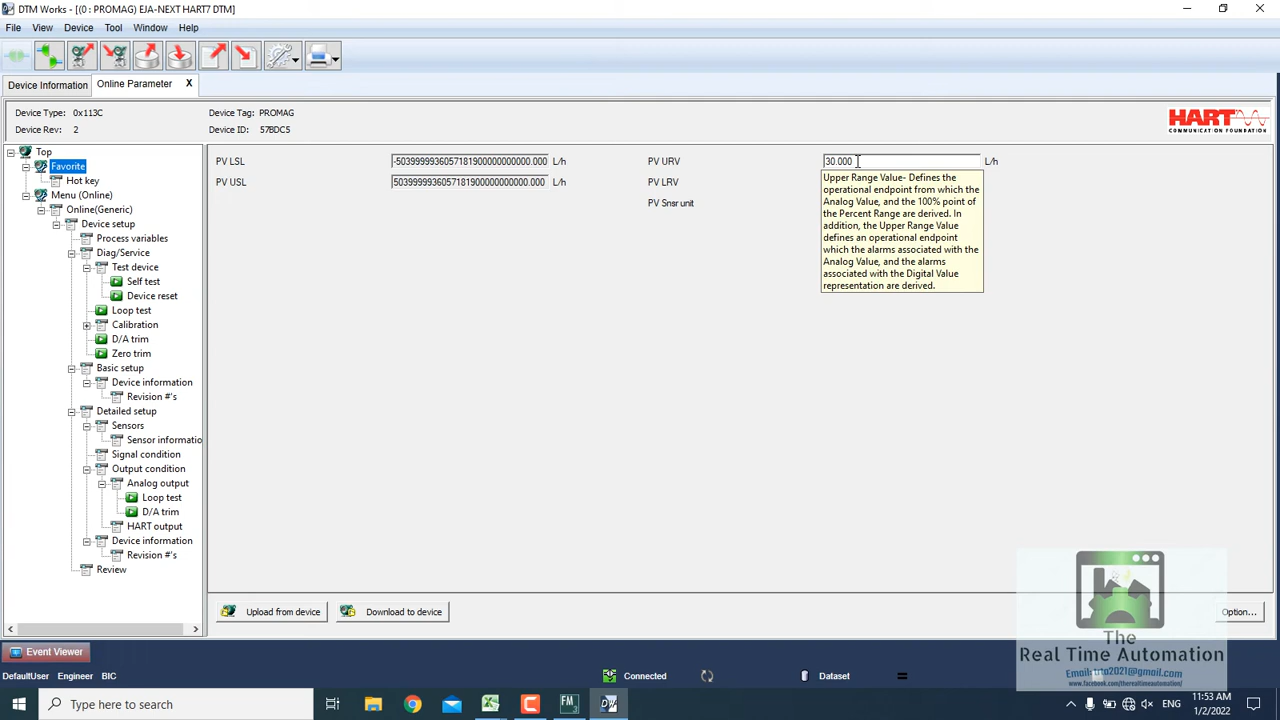 DTM Works - [(0 : PROMAG) EJA-NEXT HART7 DTM]
File View Device Tool Window Help
Device Information Online Parameter X
Device Type: 0x113C Device Tag: PROMAG
Device Rev: 2 Device ID: 57BDC5
HART
COMMUNICATION FOUNDATION
Top
Favorite
Hot key
Menu (Online)
Online(Generic)
Device setup
Process variables
Diag/Service
Test device
Self test
Device reset
Loop test
Calibration
D/A trim
Zero trim
Basic setup
Device information
Revision #'s
Detailed setup
Sensors
Sensor informatio
Signal condition
Output condition
Analog output
Loop test
D/A trim
HART output
Device information
Revision #'s
Review
PV LSL -50399999360571819000000000000.000 L/h
PV USL 50399999360571819000000000000.000 L/h
PV URV 30.000 L/h
PV LRV
PV Snsr unit
Upper Range Value- Defines the
operational endpoint from which the
Analog Value, and the 100% point of
the Percent Range are derived. In
addition, the Upper Range Value
defines an operational endpoint
which the alarms associated with the
Analog Value, and the alarms
associated with the Digital Value
representation are derived.
Upload from device Download to device Option...
The
Real Time Automation
Email: trta2021@gmail.com
www.facebook.com/therealtimeautomation/
Event Viewer
DefaultUser Engineer BIC Connected Dataset
Type here to search
FM
ENG
11:53 AM
1/2/2022